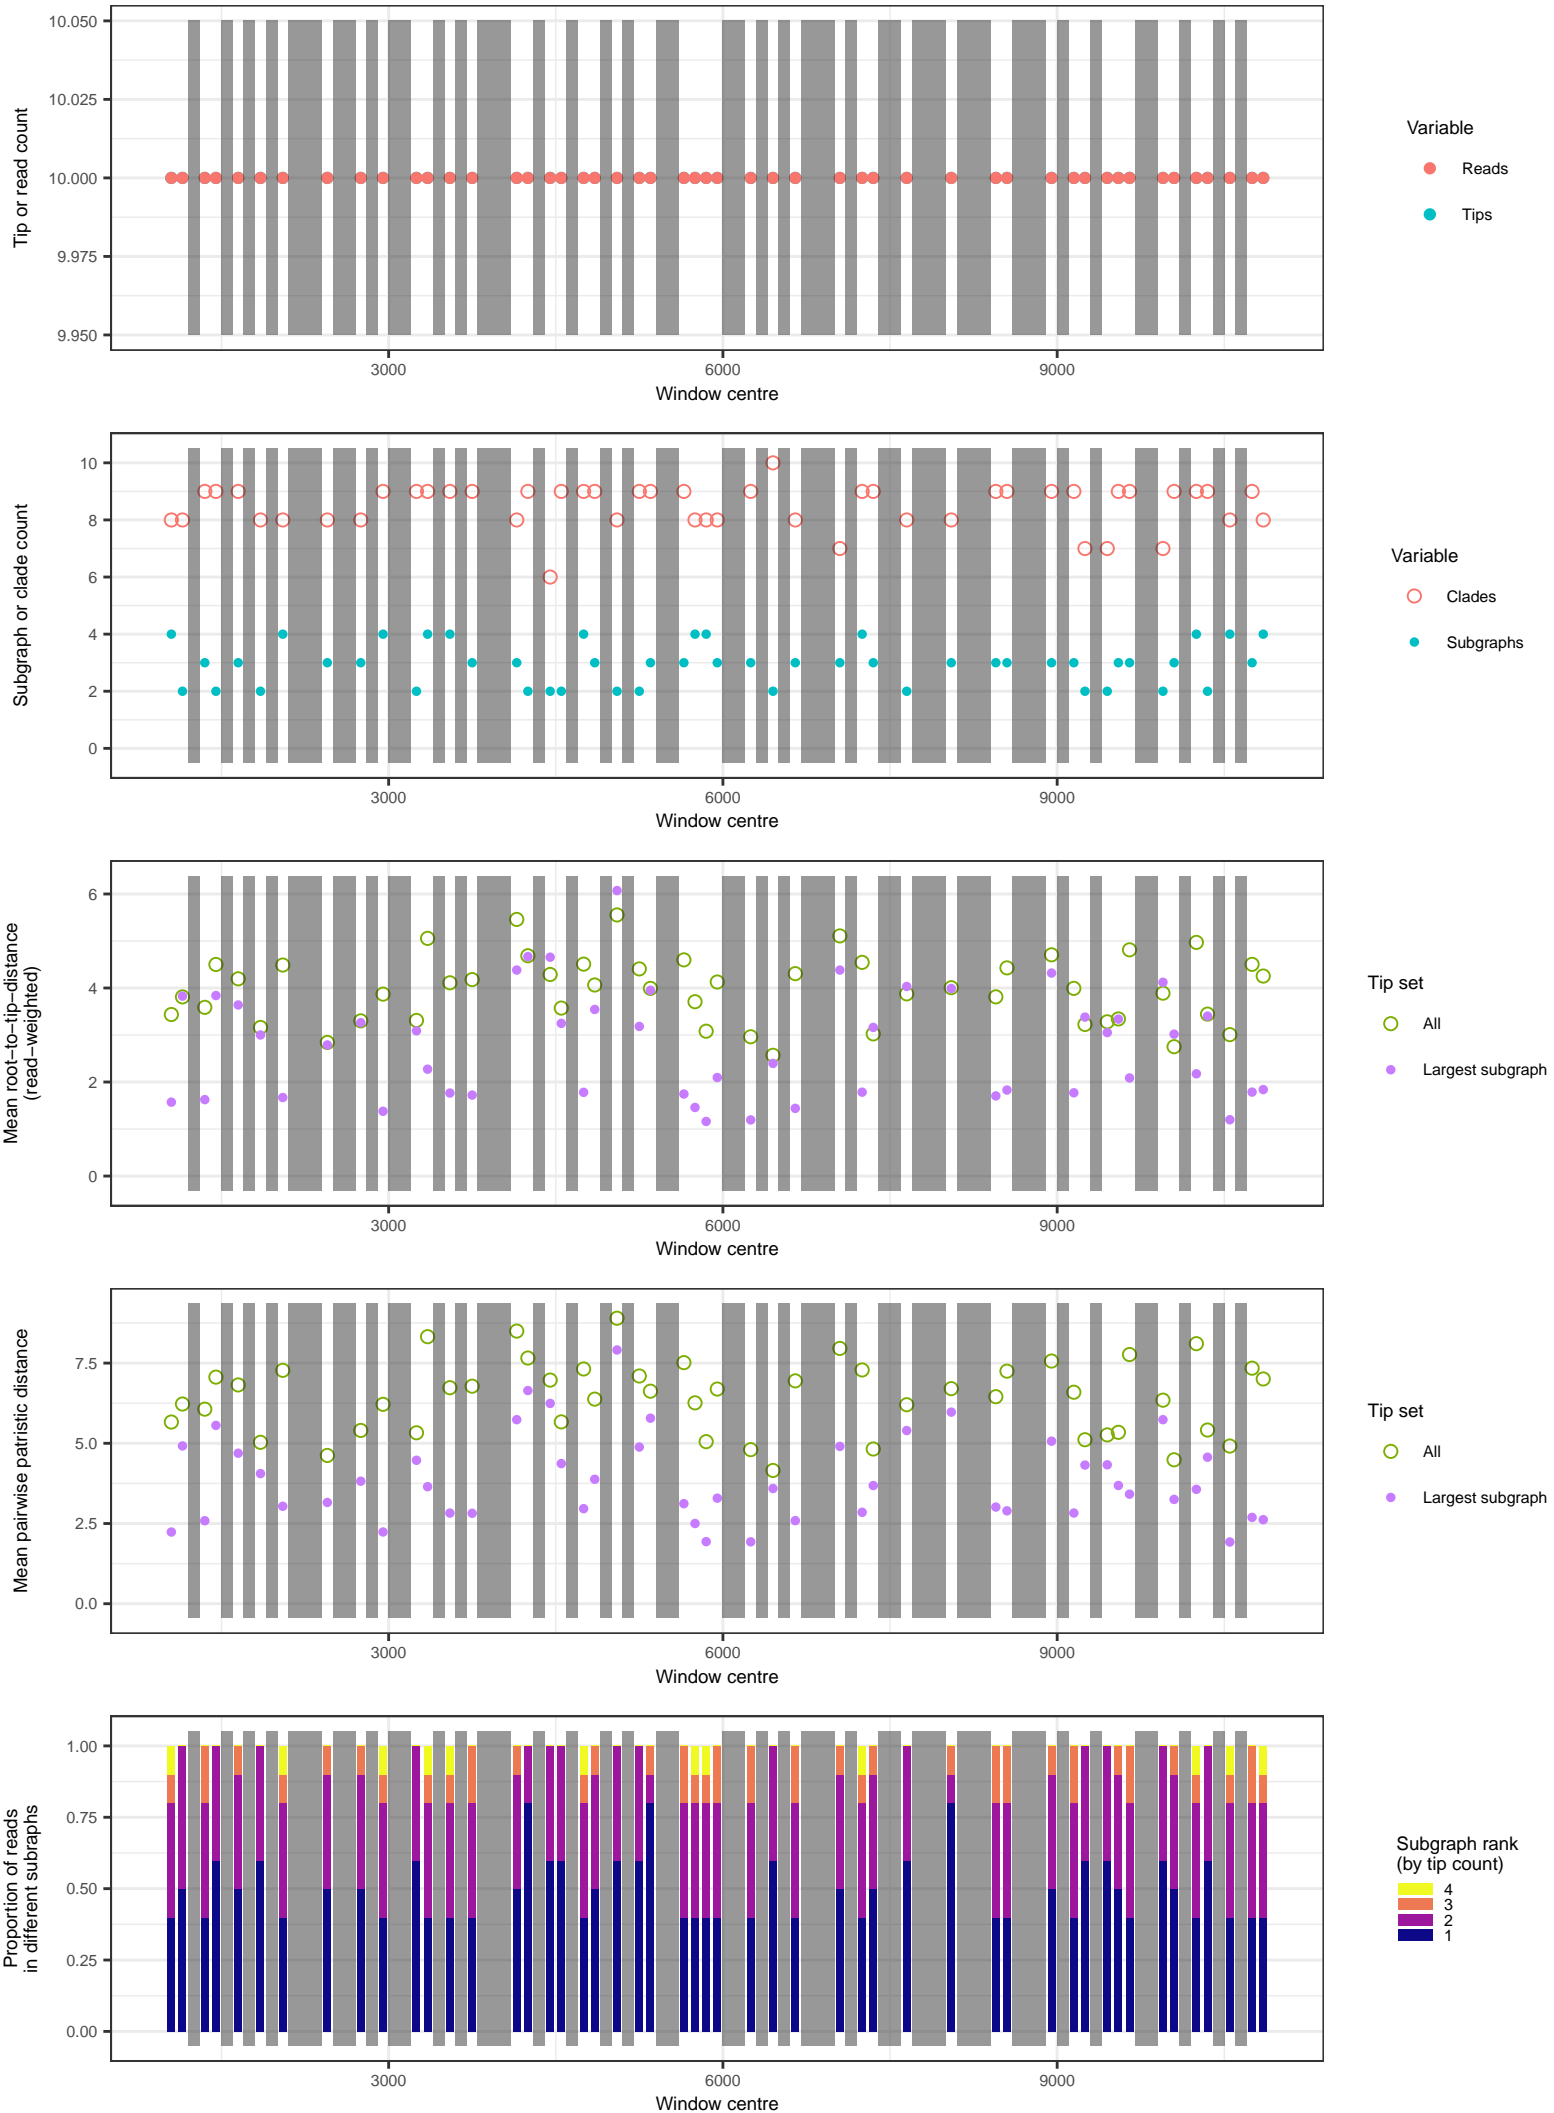 10.050
10.025
10.000
9.975
9.950
Tip or read count
3000 6000 9000
Window centre
Variable
Reads
Tips
10
8
6
4
2
0
Subgraph or clade count
3000 6000 9000
Window centre
Variable
Clades
Subgraphs
6
4
2
0
Mean root−to−tip−distance
(read−weighted)
3000 6000 9000
Window centre
Tip set
All
Largest subgraph
7.5
5.0
2.5
0.0
Mean pairwise patristic distance
3000 6000 9000
Window centre
Tip set
All
Largest subgraph
1.00
0.75
0.50
0.25
0.00
Proportion of reads
in different subraphs
3000 6000 9000
Window centre
Subgraph rank
(by tip count)
4
3
2
1